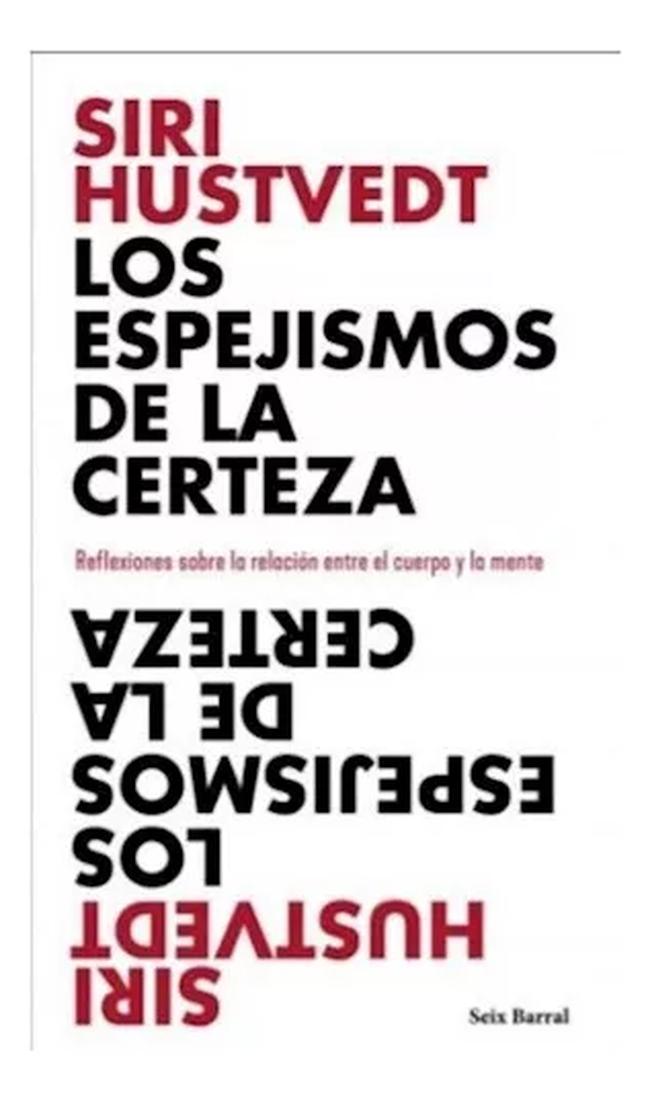 SIRI
HUSTVEDT
LOS
ESPEJISMOS
DE LA
CERTEZA
Reflexiones sobre la relación entre el cuerpo y la mente
CERTEZA
DE LA
ESPEJISMOS
LOS
HUSTVEDT
SIRI
Seix Barral